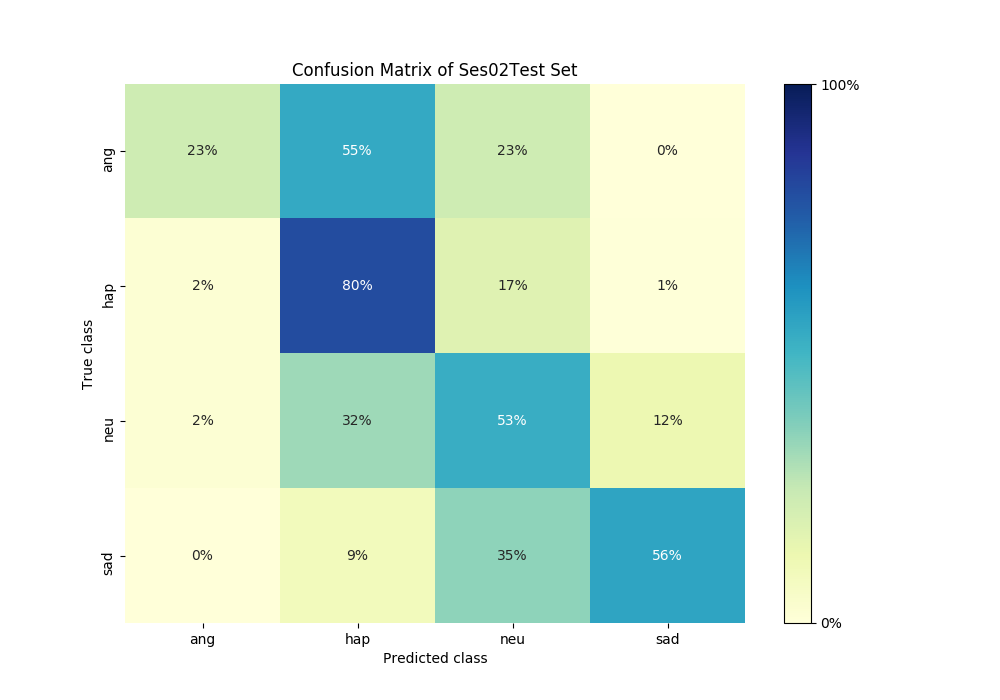 Confusion Matrix of Ses02Test Set
100%
ang 23% 55% 23% 0%
hap 2% 80% 17% 1%
True class
neu 2% 32% 53% 12%
sad 0% 9% 35% 56%
0%
ang hap neu sad
Predicted class